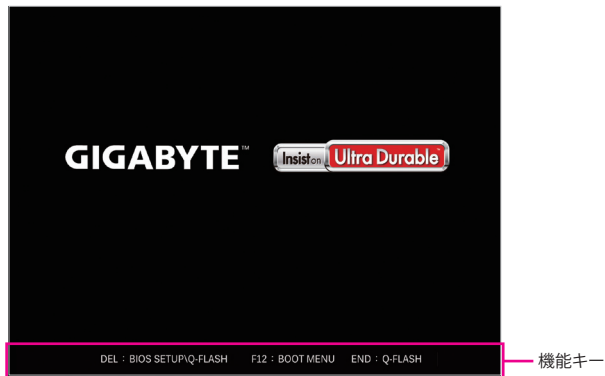 GIGABYTE™ Insist on Ultra Durable™
DEL : BIOS SETUP\Q-FLASH F12 : BOOT MENU END : Q-FLASH
機能キー